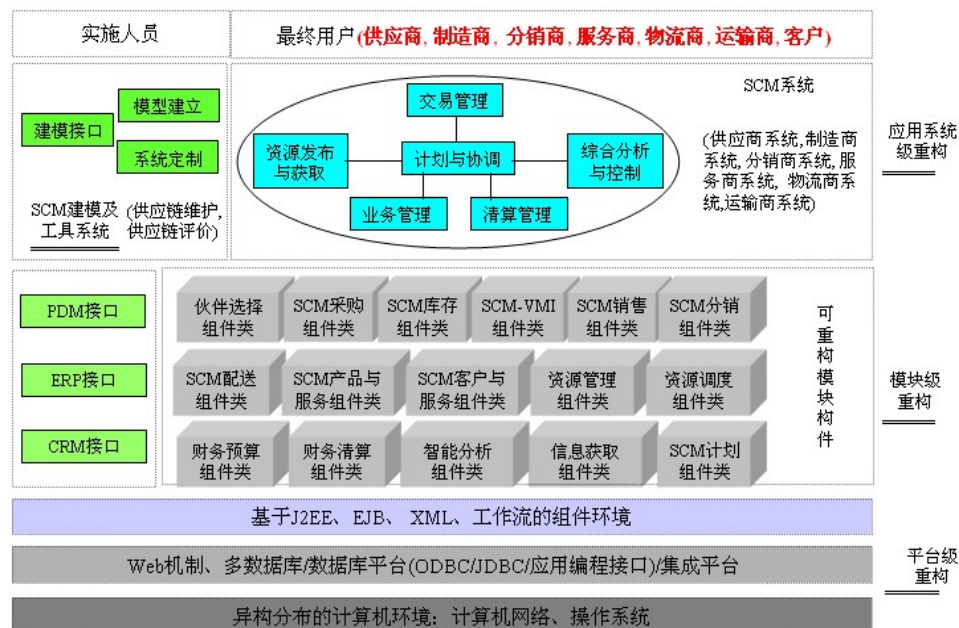 实施人员
最终用户(供应商,制造商, 分销商,服务商,物流商,运输商,客户)
建模接口
模型建立
系统定制
SCM建模及
工具系统
(供应链维护,
供应链评价)
交易管理
资源发布
与获取
计划与协调
综合分析
与控制
业务管理
清算管理
SCM系统
(供应商系统,制造商
系统, 分销商系统,服
务商系统, 物流商系
统,运输商系统)
应用系统
级重构
PDM接口
ERP接口
CRM接口
伙伴选择
组件类
SCM采购
组件类
SCM库存
组件类
SCM-VMI
组件类
SCM销售
组件类
SCM分销
组件类
SCM配送
组件类
SCM产品与
服务组件类
SCM客户与
服务组件类
资源管理
组件类
资源调度
组件类
财务预算
组件类
财务清算
组件类
智能分析
组件类
信息获取
组件类
SCM计划
组件类
可重构模块构件
模块级
重构
基于J2EE、EJB、 XML、工作流的组件环境
Web机制、多数据库/数据库平台(ODBC/JDBC/应用编程接口)/集成平台
异构分布的计算机环境: 计算机网络、操作系统
平台级
重构